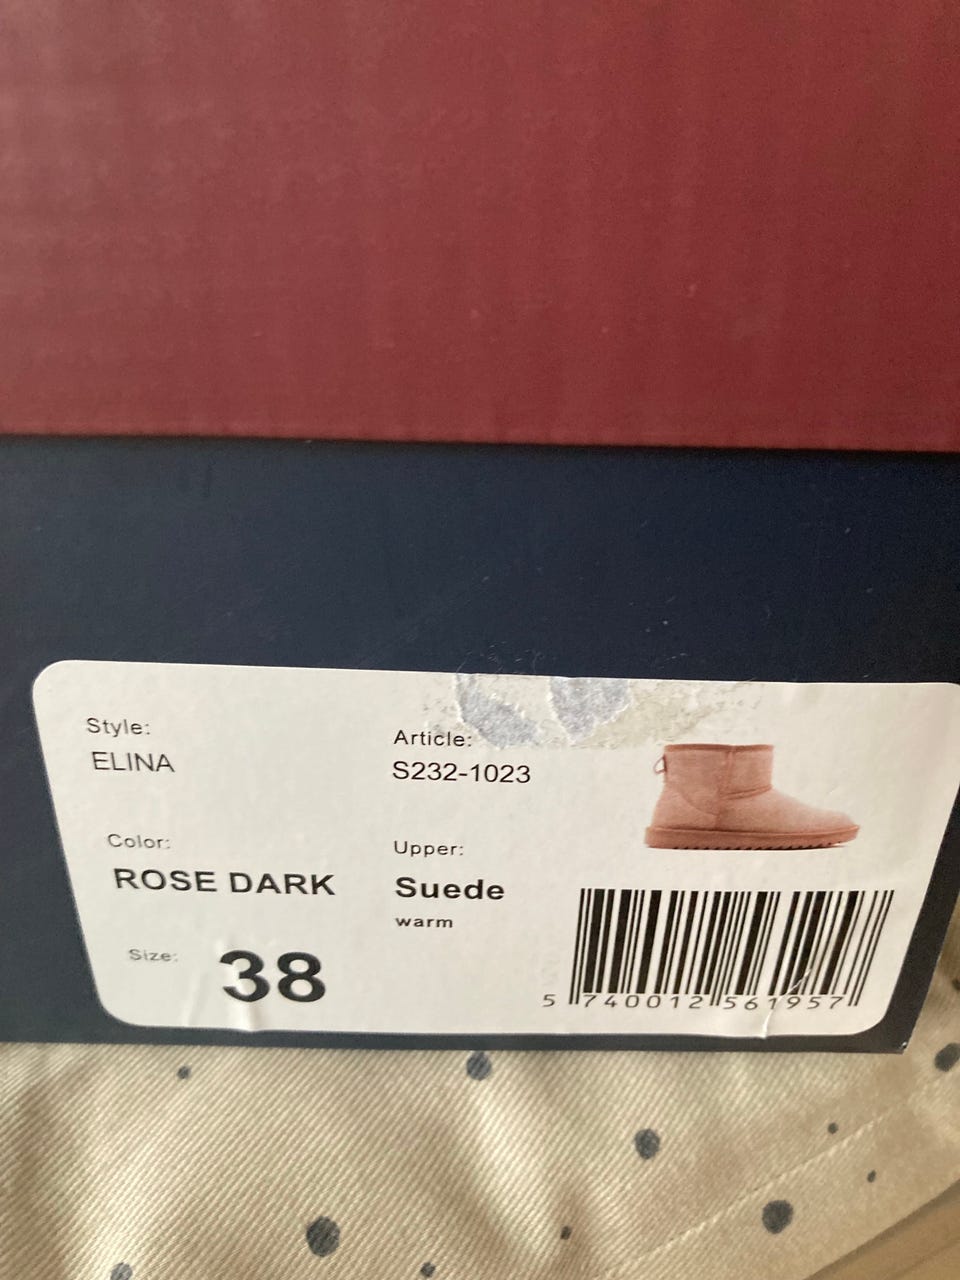 Style:
ELINA
Article:
S232-1023
Color:
ROSE DARK
Upper:
Suede
warm
Size:
38
5 740012 561957